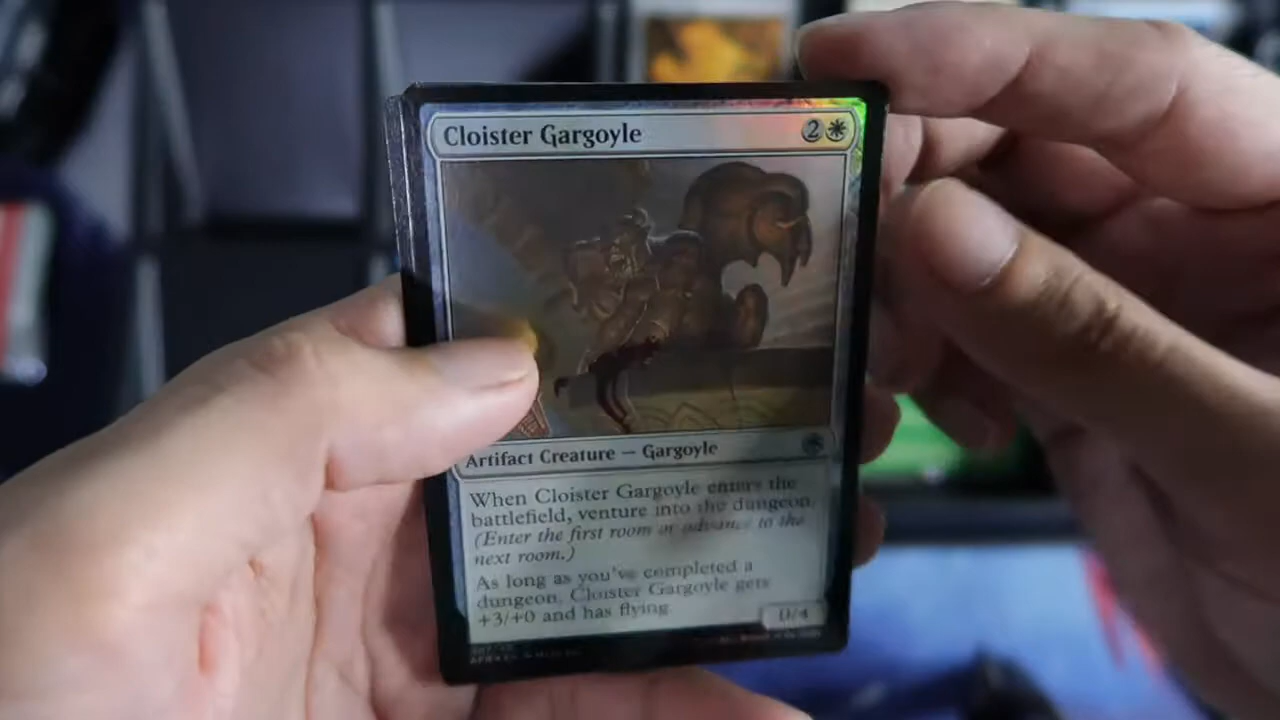 Cloister Gargoyle 2
Artifact Creature — Gargoyle
When Cloister Gargoyle enters the
battlefield, venture into the dungeon.
(Enter the first room or advance to the
next room.)
As long as you've completed a
dungeon, Cloister Gargoyle gets
+3/+0 and has flying.
0/4